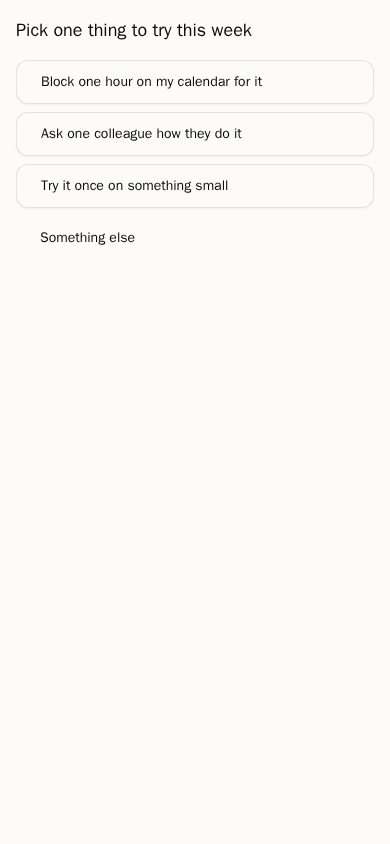 Pick one thing to try this week
Block one hour on my calendar for it
Ask one colleague how they do it
Try it once on something small
Something else